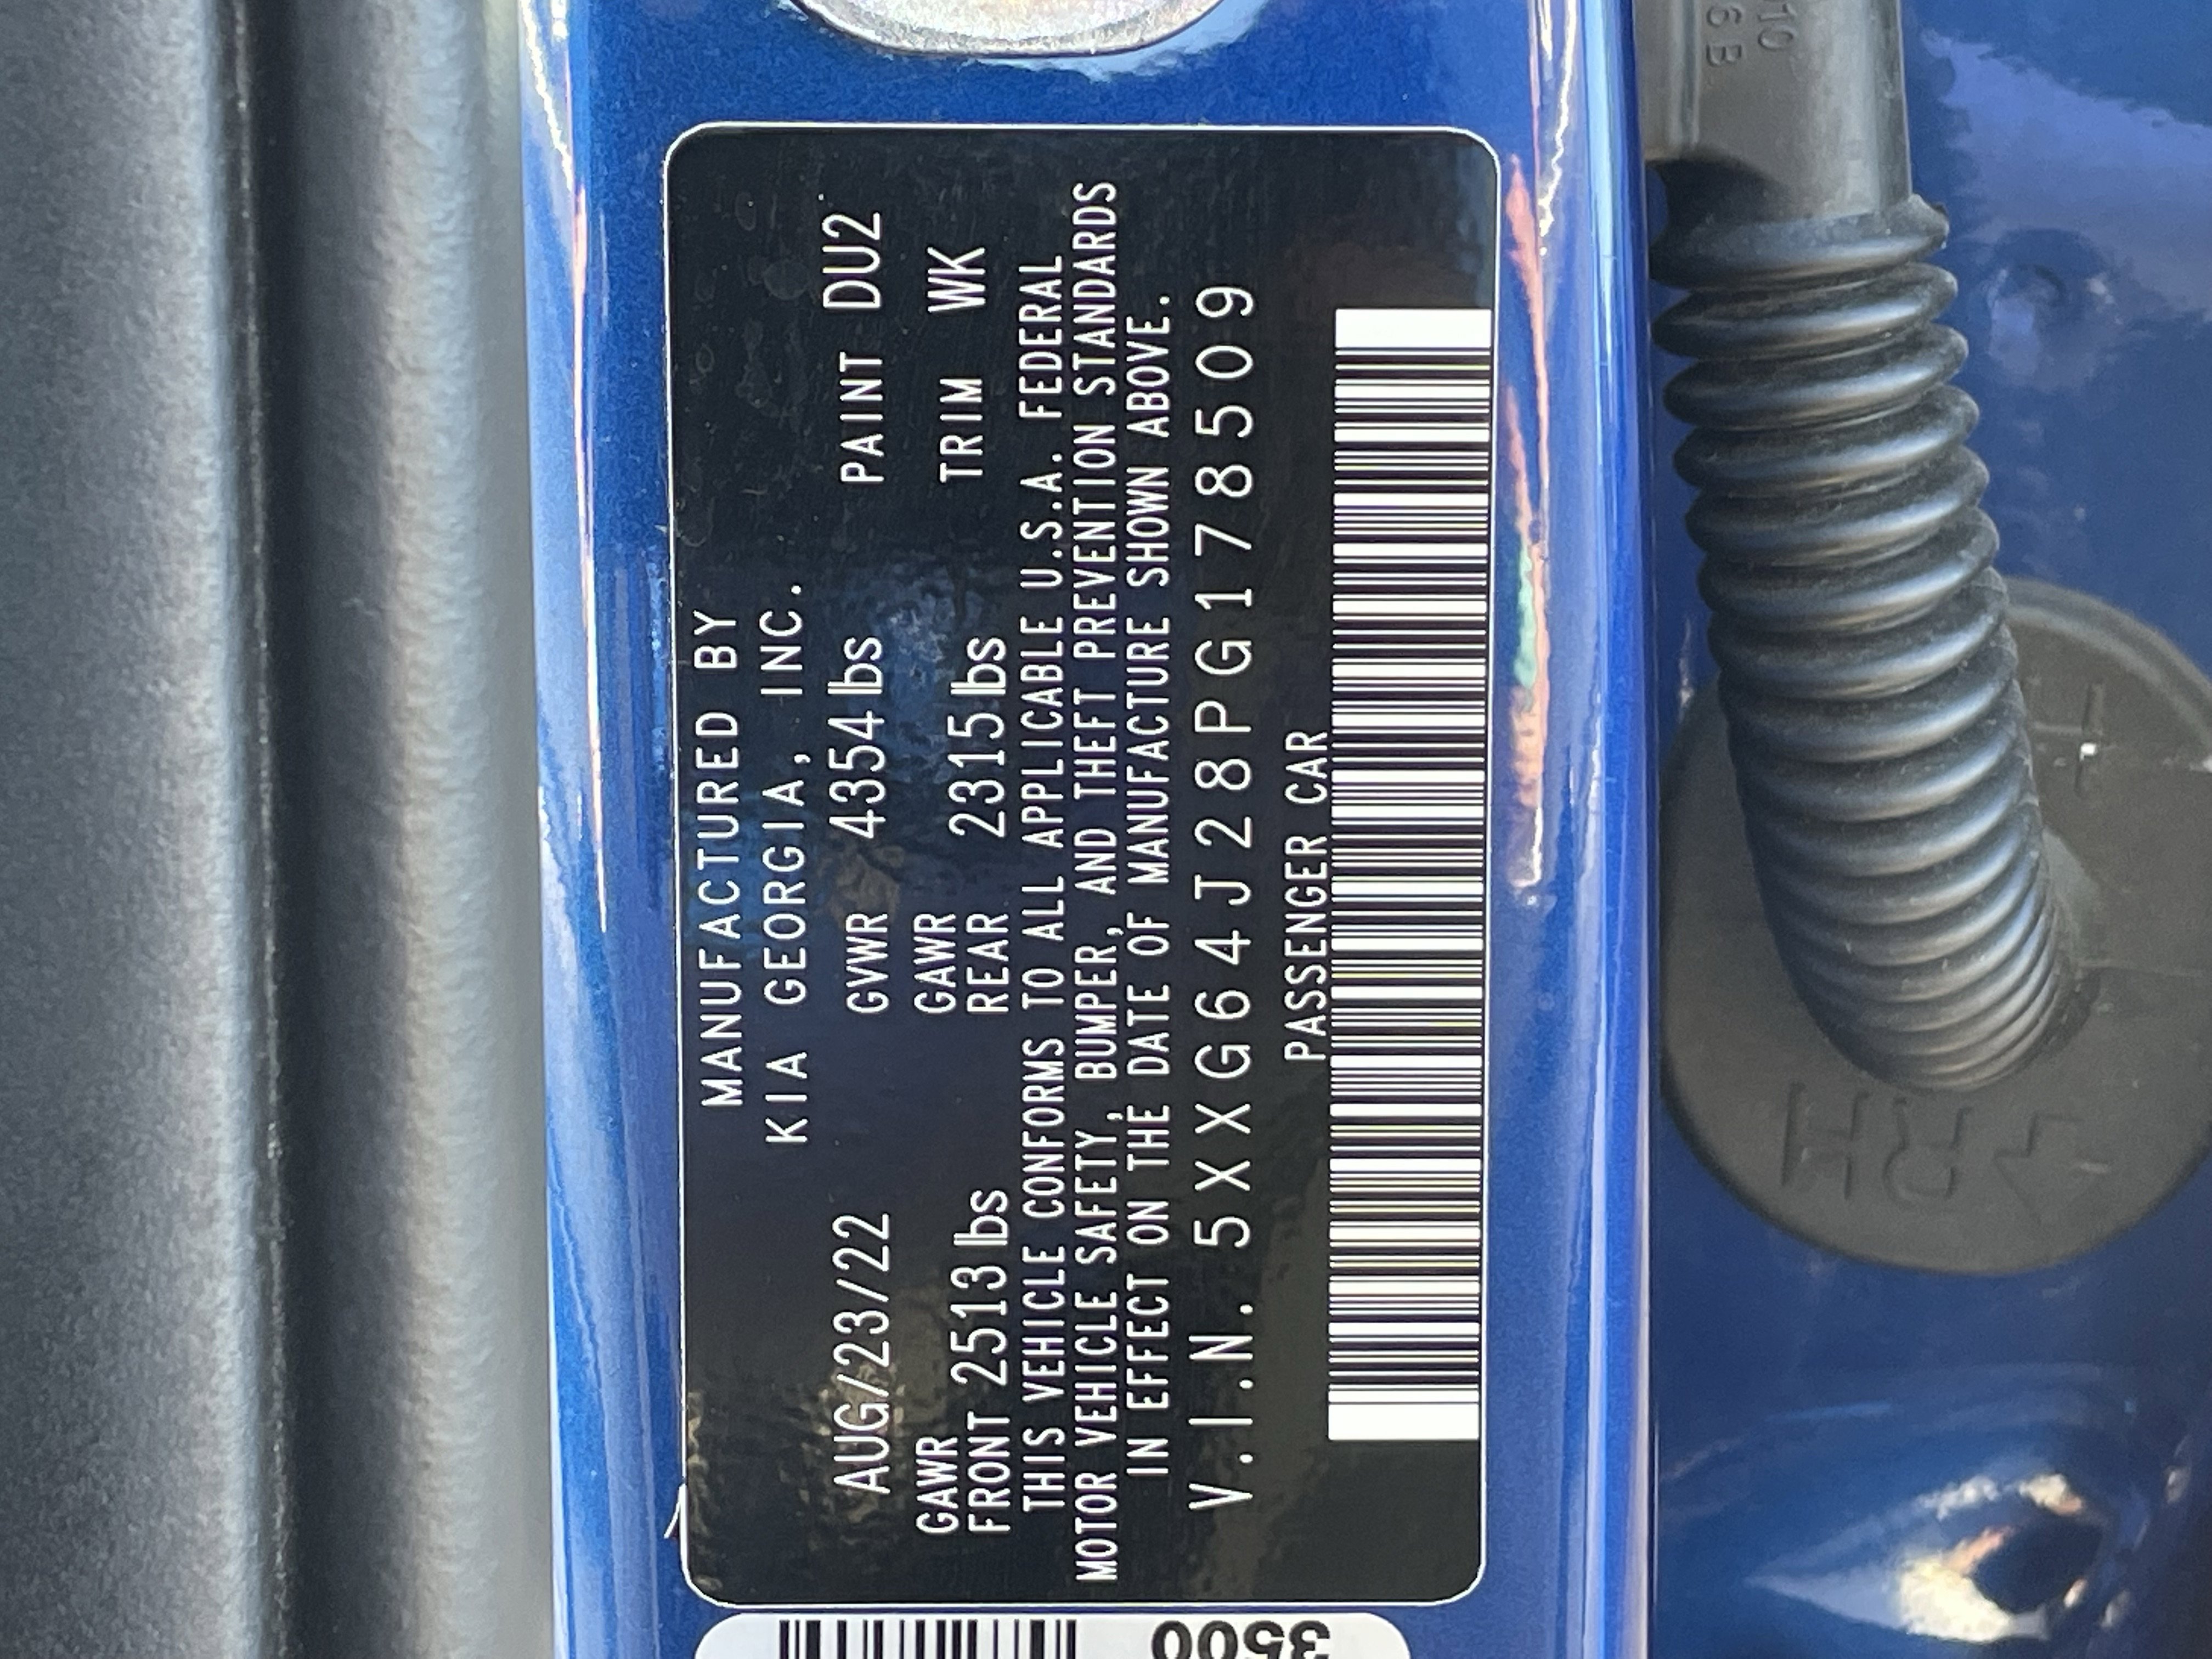 MANUFACTURED BY
KIA GEORGIA, INC.
AUG/23/22 GVWR 4354 lbs PAINT DU2
GAWR FRONT 2513 lbs GAWR REAR 2315 lbs TRIM WK
THIS VEHICLE CONFORMS TO ALL APPLICABLE U.S.A. FEDERAL
MOTOR VEHICLE SAFETY, BUMPER, AND THEFT PREVENTION STANDARDS
IN EFFECT ON THE DATE OF MANUFACTURE SHOWN ABOVE.
V.I.N. 5XXG64J28PG178509
PASSENGER CAR
3500
RH
6 B